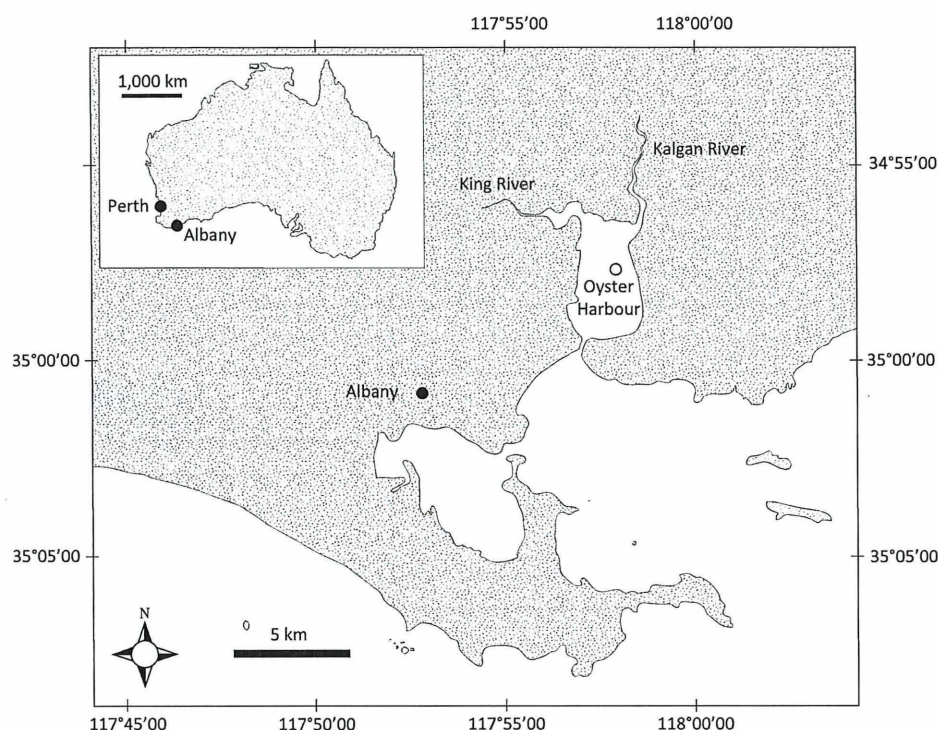 117°55’00 118°00’00
1,000 km
Perth
Albany
Kalgan River
34°55’00
King River
Oyster
Harbour
35°00’00
35°00’00
Albany
35°05’00
35°05’00
N
5 km
117°45’00 117°50’00 117°55’00 118°00’00